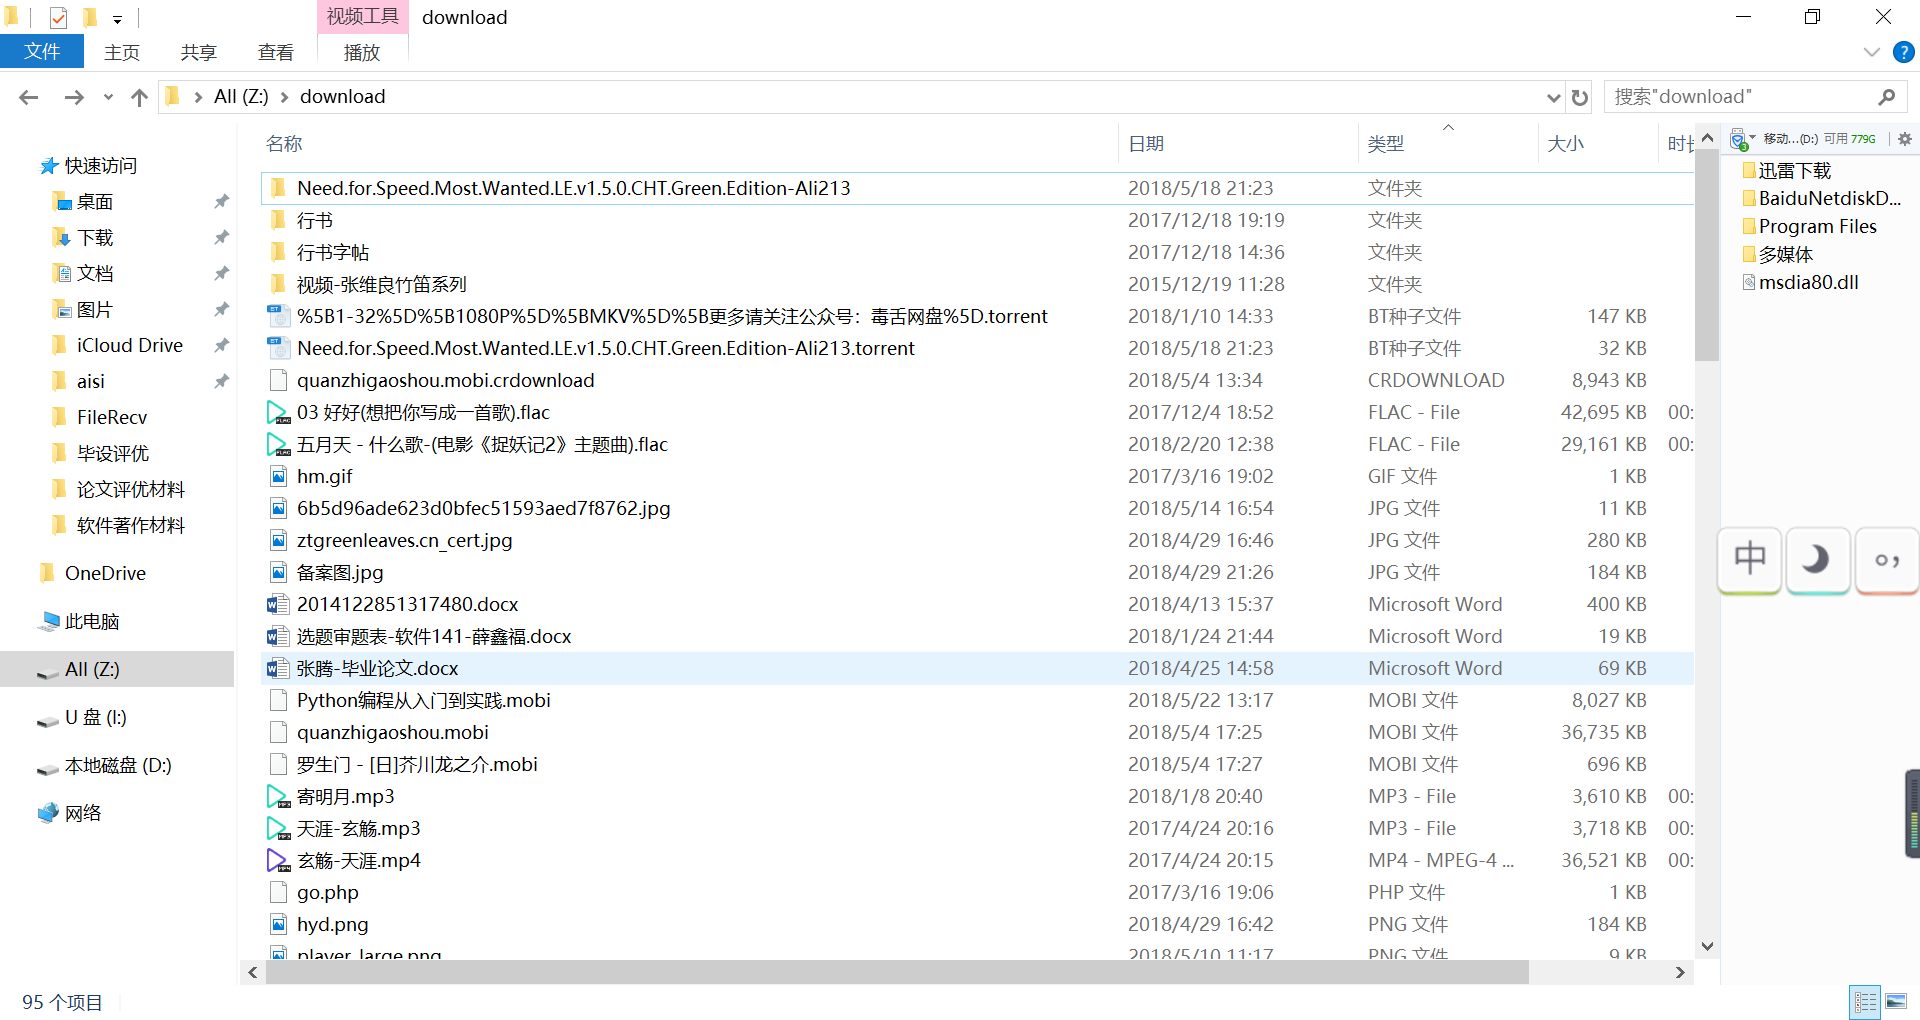 视频工具 download
文件 主页 共享 查看 播放
All (Z:) download 搜索"download"
名称 日期 类型 大小 时长
快速访问
桌面
下载
文档
图片
iCloud Drive
aisi
FileRecv
毕设评优
论文评优材料
软件著作材料
OneDrive
此电脑
All (Z:)
U 盘 (I:)
本地磁盘 (D:)
网络
Need.for.Speed.Most.Wanted.LE.v1.5.0.CHT.Green.Edition-Ali213 2018/5/18 21:23 文件夹
行书 2017/12/18 19:19 文件夹
行书字帖 2017/12/18 14:36 文件夹
视频-张维良竹笛系列 2015/12/19 11:28 文件夹
%5B1-32%5D%5B1080P%5D%5BMKV%5D%5B更多请关注公众号：毒舌网盘%5D.torrent 2018/1/10 14:33 BT种子文件 147 KB
Need.for.Speed.Most.Wanted.LE.v1.5.0.CHT.Green.Edition-Ali213.torrent 2018/5/18 21:23 BT种子文件 32 KB
quanzhigaoshou.mobi.crdownload 2018/5/4 13:34 CRDOWNLOAD 8,943 KB
03 好好(想把你写成一首歌).flac 2017/12/4 18:52 FLAC - File 42,695 KB 00:
五月天 - 什么歌-(电影《捉妖记2》主题曲).flac 2018/2/20 12:38 FLAC - File 29,161 KB 00:
hm.gif 2017/3/16 19:02 GIF 文件 1 KB
6b5d96ade623d0bfec51593aed7f8762.jpg 2018/5/14 16:54 JPG 文件 11 KB
ztgreenleaves.cn_cert.jpg 2018/4/29 16:46 JPG 文件 280 KB
备案图.jpg 2018/4/29 21:26 JPG 文件 184 KB
2014122851317480.docx 2018/4/13 15:37 Microsoft Word 400 KB
选题审题表-软件141-薛鑫福.docx 2018/1/24 21:44 Microsoft Word 19 KB
张腾-毕业论文.docx 2018/4/25 14:58 Microsoft Word 69 KB
Python编程从入门到实践.mobi 2018/5/22 13:17 MOBI 文件 8,027 KB
quanzhigaoshou.mobi 2018/5/4 17:25 MOBI 文件 36,735 KB
罗生门 - [日]芥川龙之介.mobi 2018/5/4 17:27 MOBI 文件 696 KB
寄明月.mp3 2018/1/8 20:40 MP3 - File 3,610 KB 00:
天涯-玄觞.mp3 2017/4/24 20:16 MP3 - File 3,718 KB 00:
玄觞-天涯.mp4 2017/4/24 20:15 MP4 - MPEG-4 ... 36,521 KB 00:
go.php 2017/3/16 19:06 PHP 文件 1 KB
hyd.png 2018/4/29 16:42 PNG 文件 184 KB
player_large.png 2018/5/10 11:17 PNG 文件 9 KB
移动...(D:) 可用 779G
迅雷下载
BaiduNetdiskD...
Program Files
多媒体
msdia80.dll
中
95 个项目